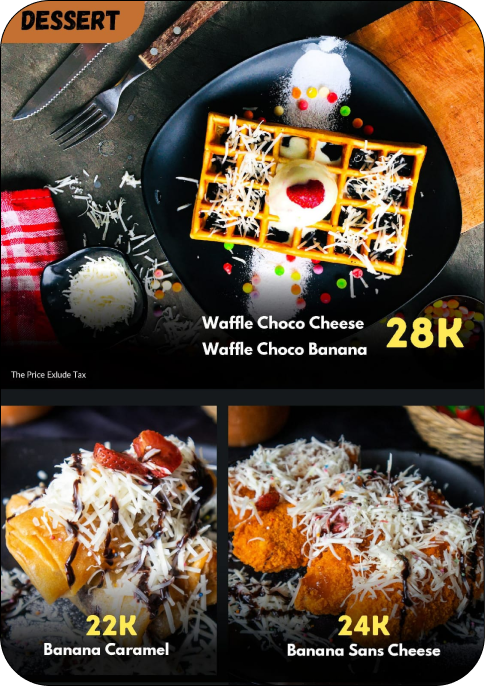 DESSERT
Waffle Choco Cheese
Waffle Choco Banana
28K
The Price Exlude Tax
22K
Banana Caramel
24K
Banana Sans Cheese